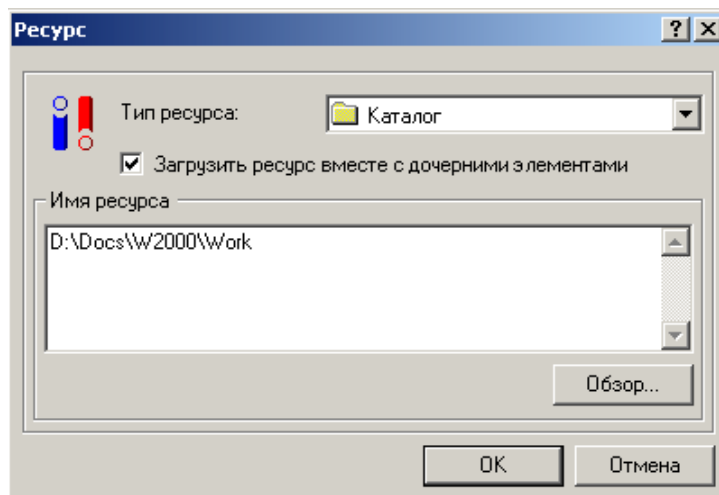 Ресурс
Тип ресурса:
Каталог
Загрузить ресурс вместе с дочерними элементами
Имя ресурса
D:\Docs\W2000\Work
Обзор...
OK
Отмена